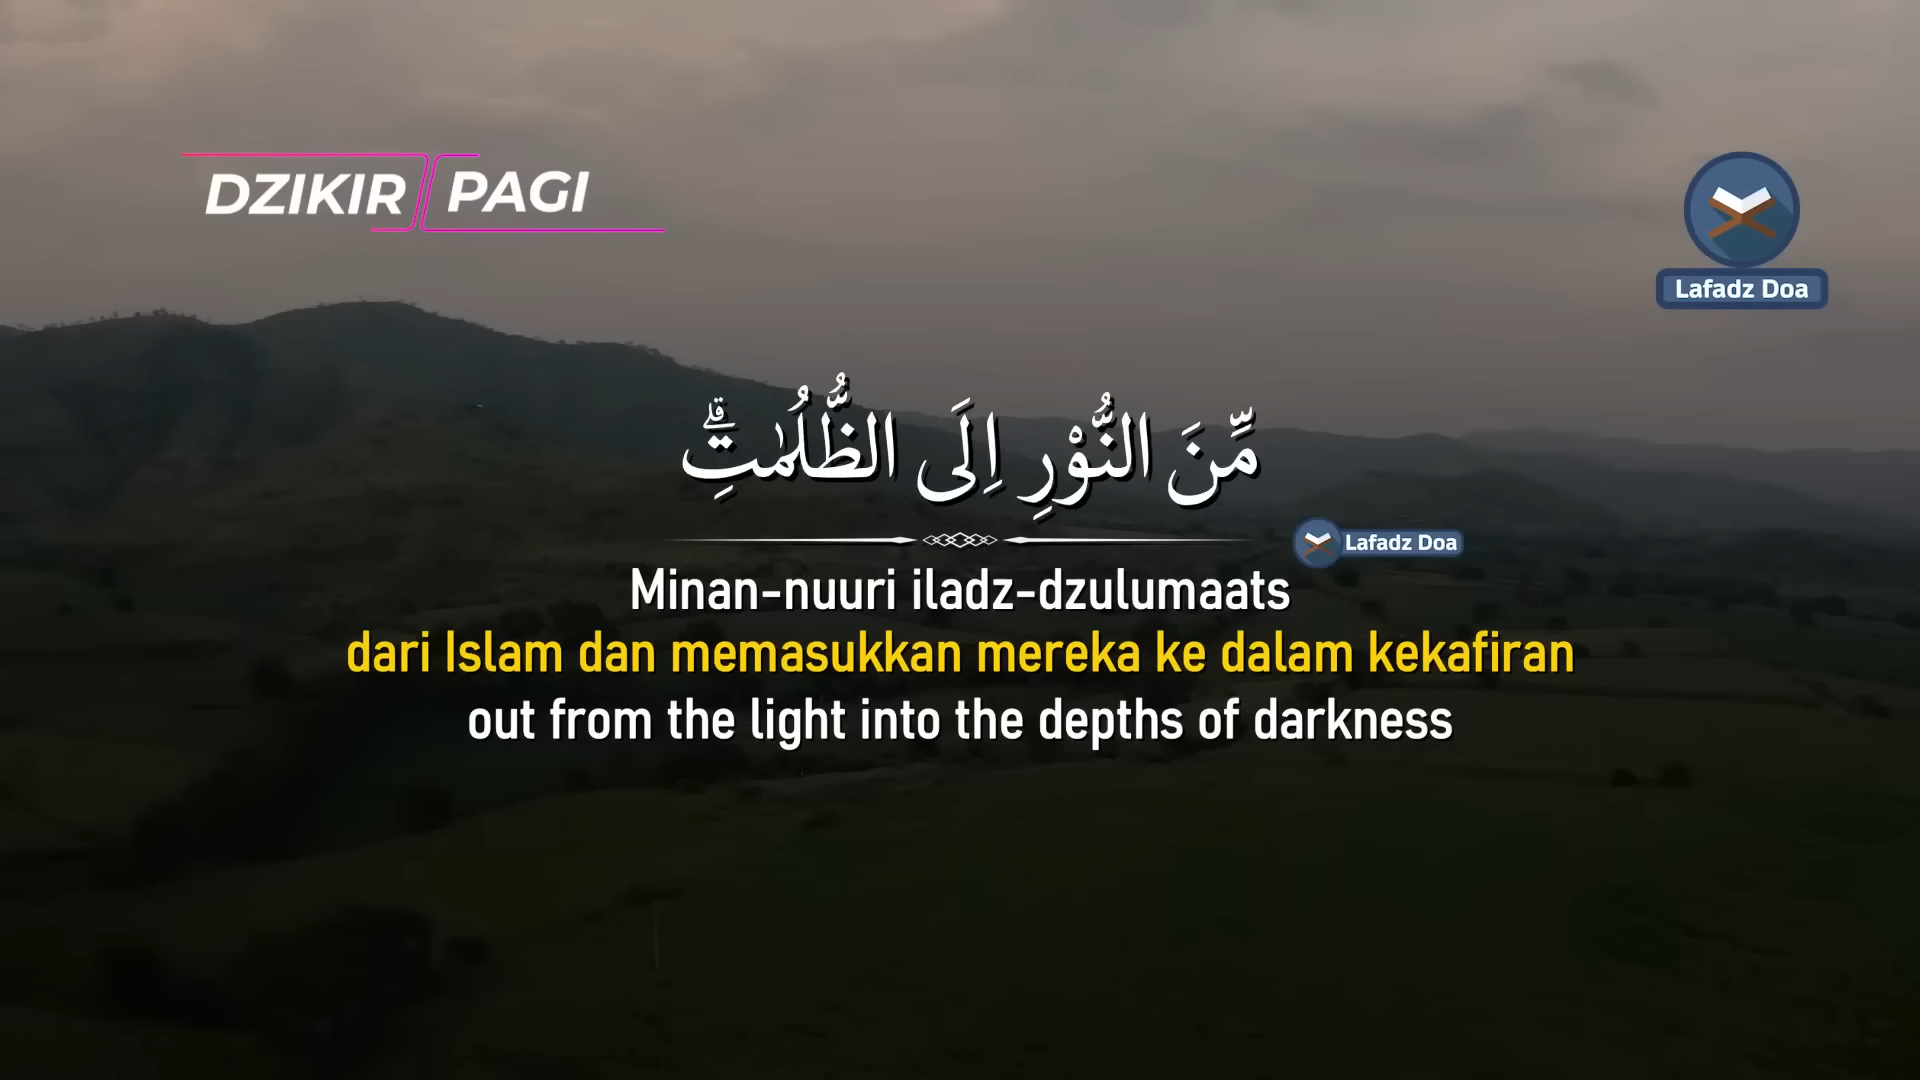 DZIKIR PAGI
Lafadz Doa
مِّنَ النُّوْرِ اِلَى الظُّلُمٰتِۗ
Lafadz Doa
Minan-nuuri iladz-dzulumaats
dari Islam dan memasukkan mereka ke dalam kekafiran
out from the light into the depths of darkness